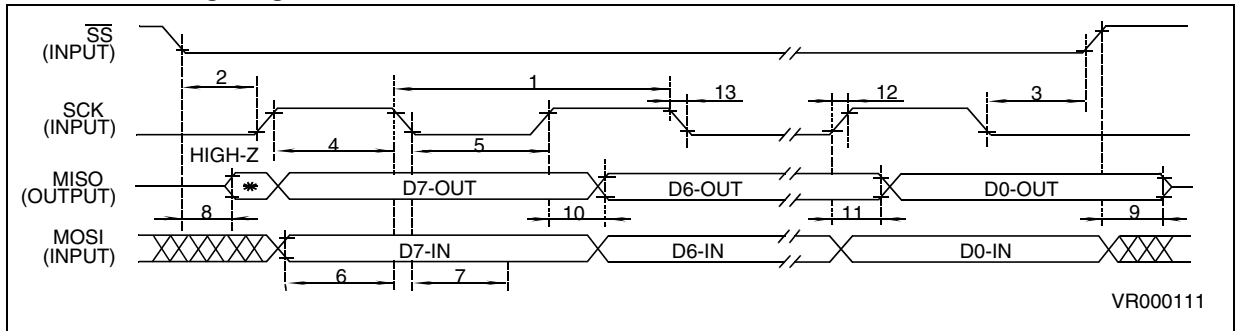 SS
(INPUT)
2
1
13
12
3
SCK
(INPUT)
4
5
HIGH-Z
MISO
(OUTPUT)
*
D7-OUT
D6-OUT
D0-OUT
8
10
11
9
MOSI
(INPUT)
D7-IN
D6-IN
D0-IN
6
7
VR000111